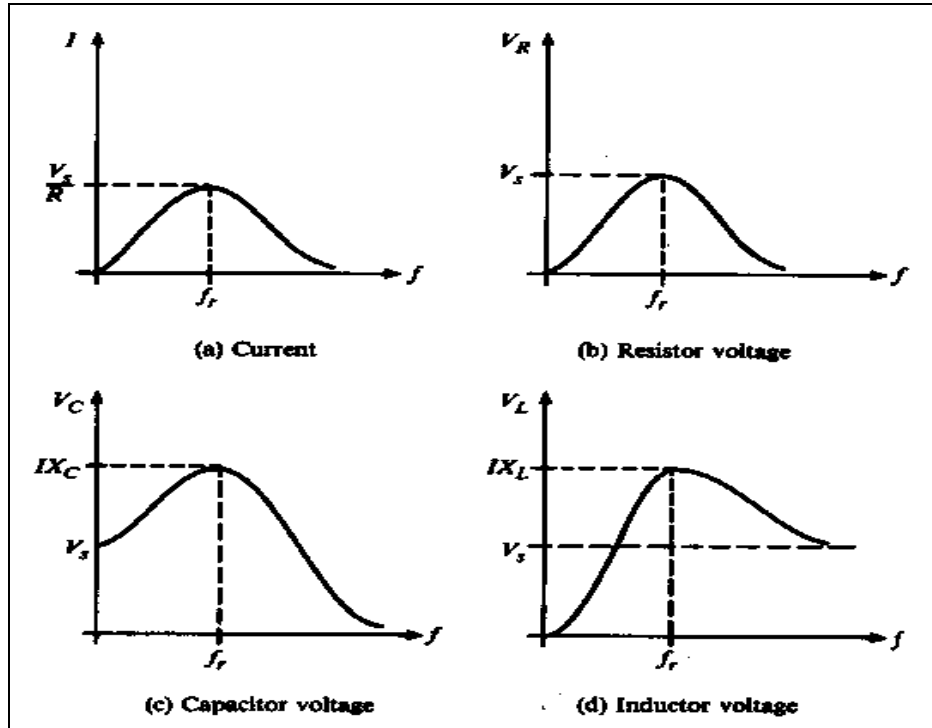 I
V_s
R
f
f_r
(a) Current
V_R
V_s
f
f_r
(b) Resistor voltage
V_C
IX_C
V_s
f
f_r
(c) Capacitor voltage
V_L
IX_L
V_s
f
f_r
(d) Inductor voltage